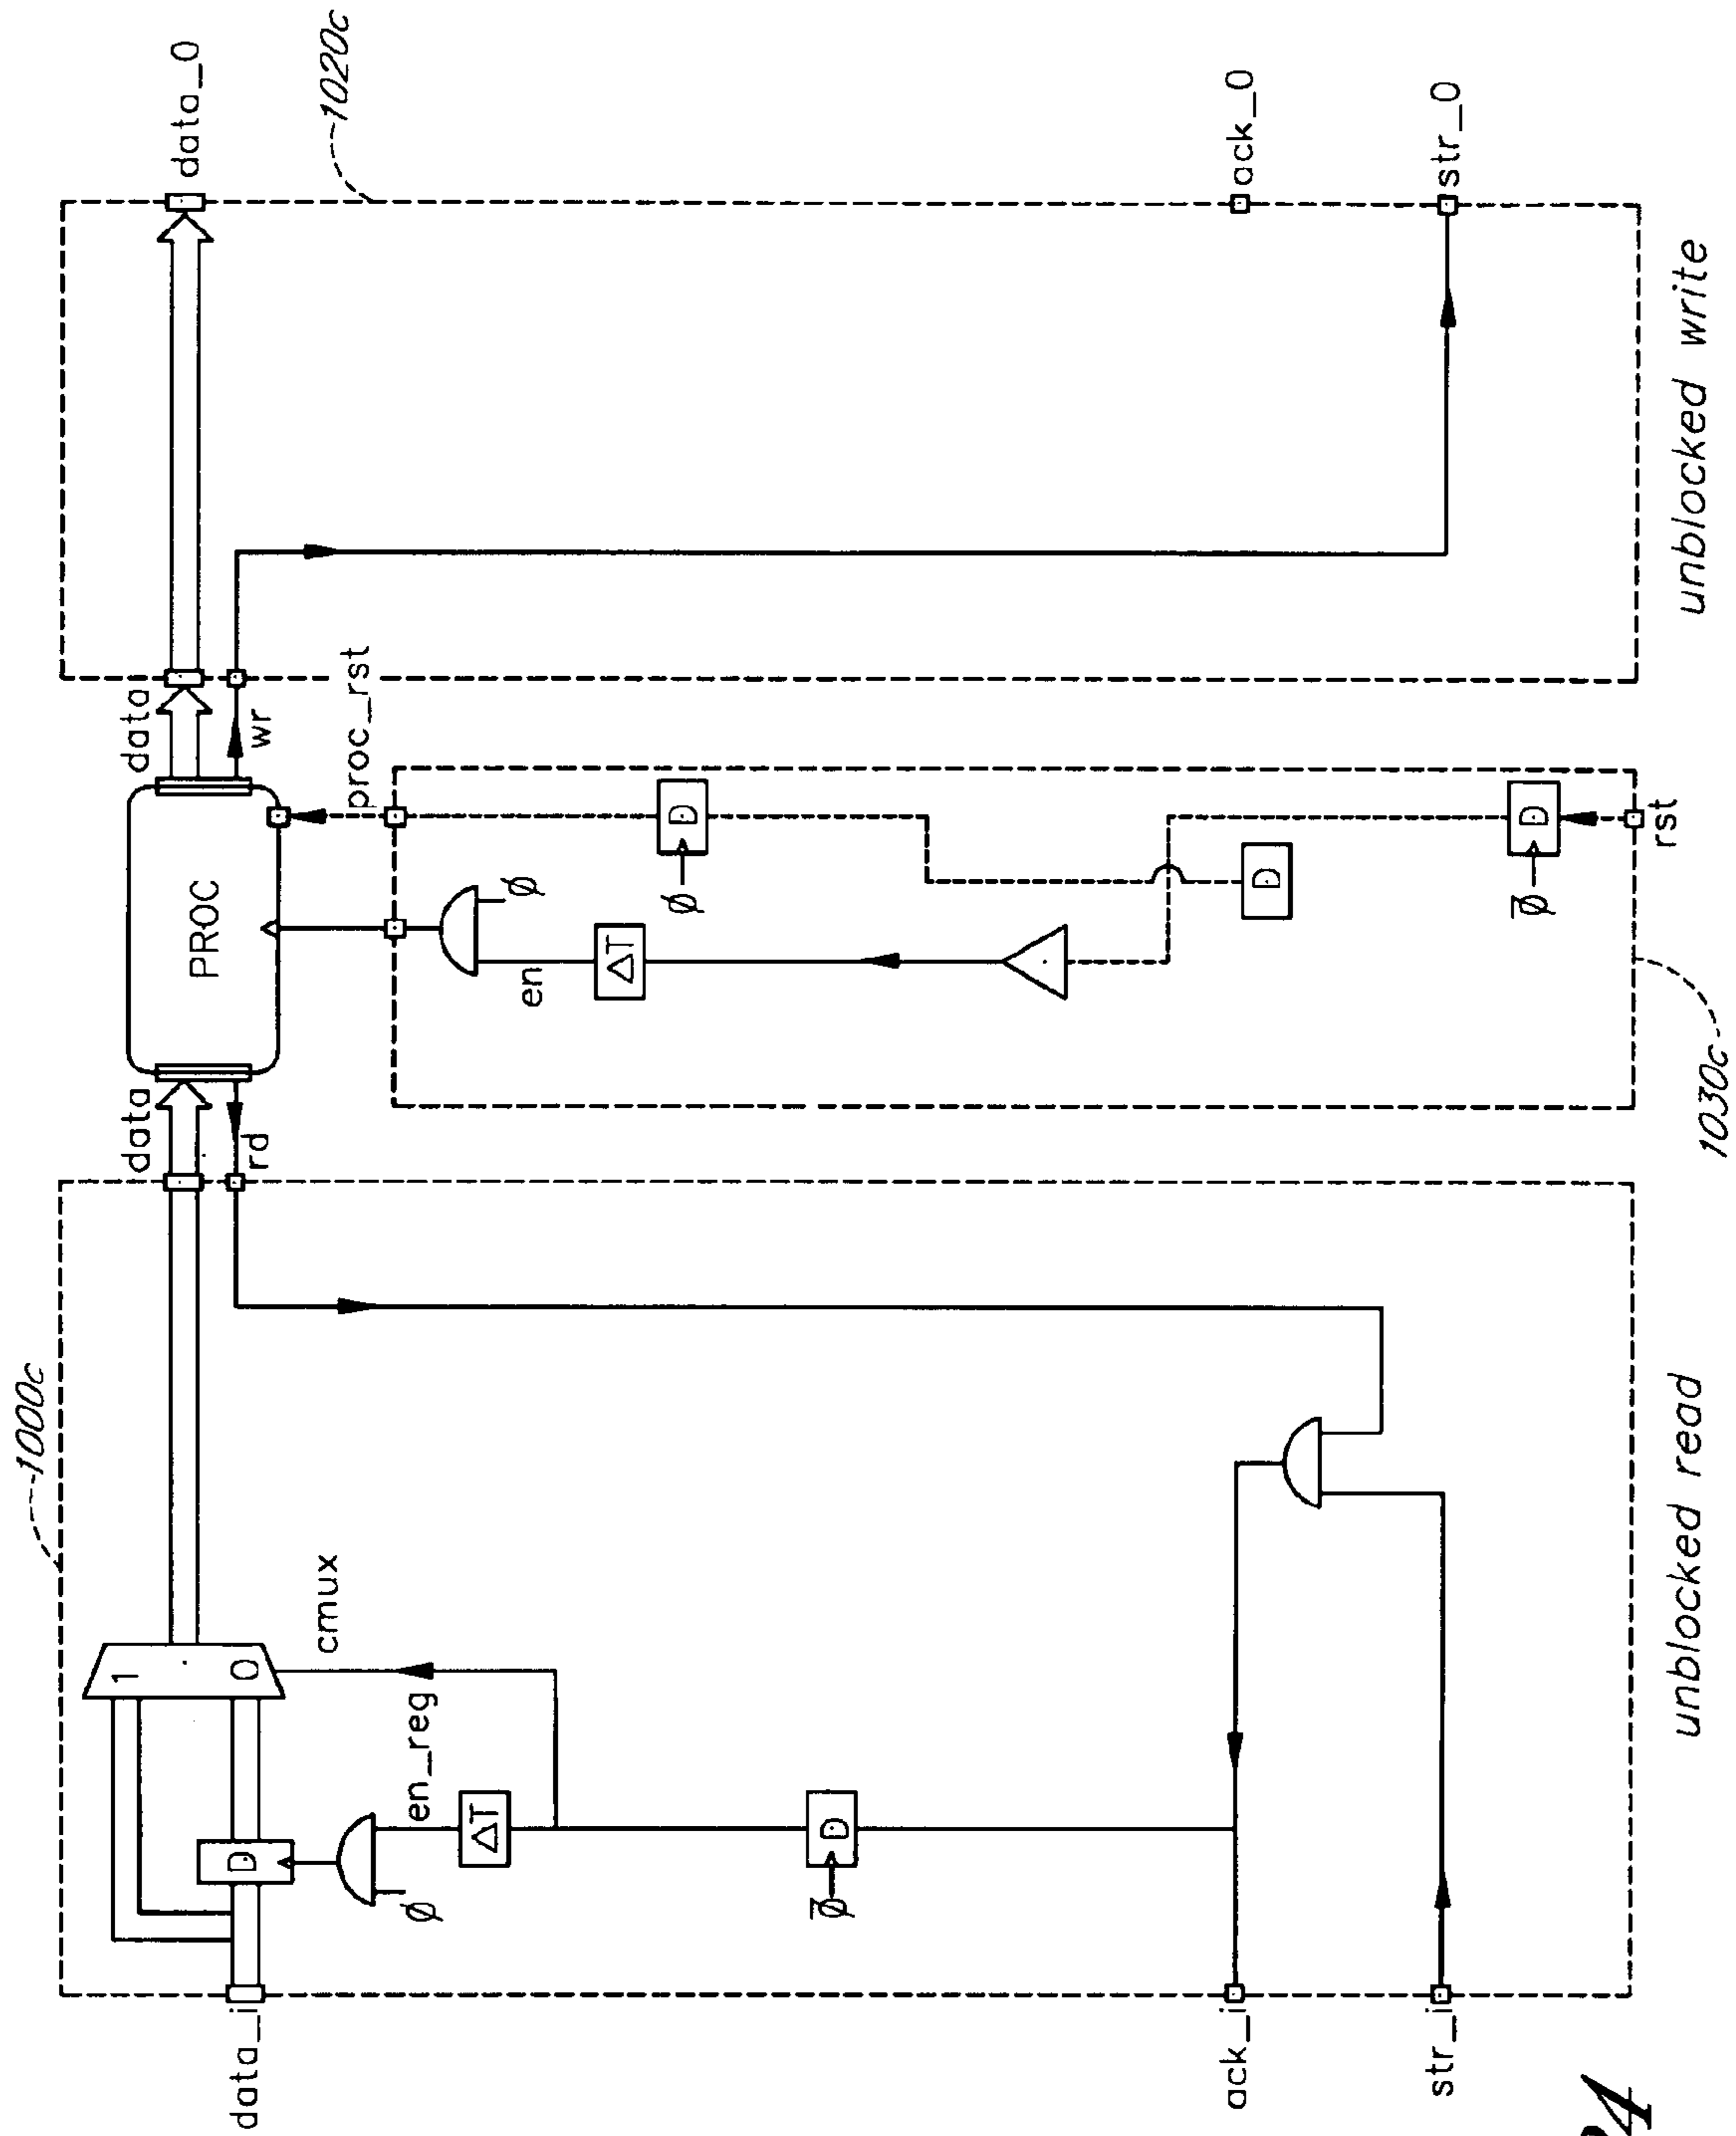 1000c
1020c
data_i
D
1
0
data
PROC
data
data_0
rd
wr
cmux
proc_rst
Ø
en_reg
ΔT
en
Ø
ΔT
Ø
D
D
Ø̅
D
ack_i
ack_0
str_i
str_0
D
Ø̅
rst
unblocked read
1030c
unblocked write